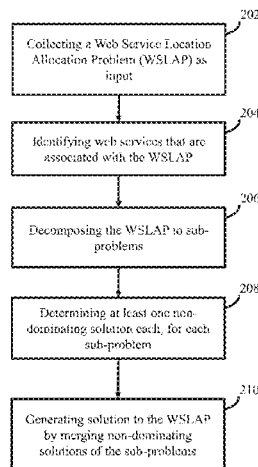 202
Collecting a Web Service Location
Allocation Problem (WSLAP) as
input
204
Identifying web services that are
associated with the WSLAP
206
Decomposing the WSLAP to sub-
problems
208
Determining at least one non-
dominating solution each, for each
sub-problem
210
Generating solution to the WSLAP
by merging non-dominating
solutions of the sub-problems